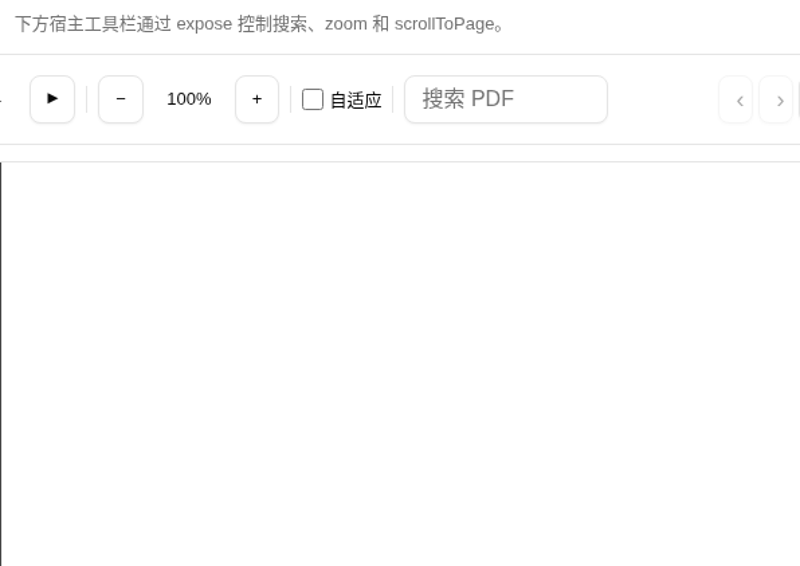 下方宿主工具栏通过 expose 控制搜索、zoom 和 scrollToPage。
▶ − 100% + 自适应 搜索 PDF ‹ ›